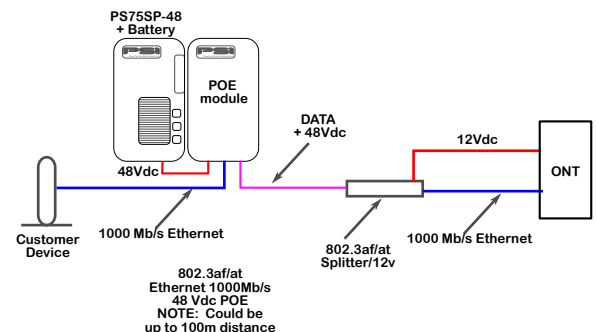 PS75SP-48
+ Battery
PSI
PSI
POE
module
DATA
+ 48Vdc
12Vdc
48Vdc
ONT
Customer
Device
1000 Mb/s Ethernet
802.3af/at
Splitter/12v
1000 Mb/s Ethernet
802.3af/at
Ethernet 1000Mb/s
48 Vdc POE
NOTE: Could be
up to 100m distance